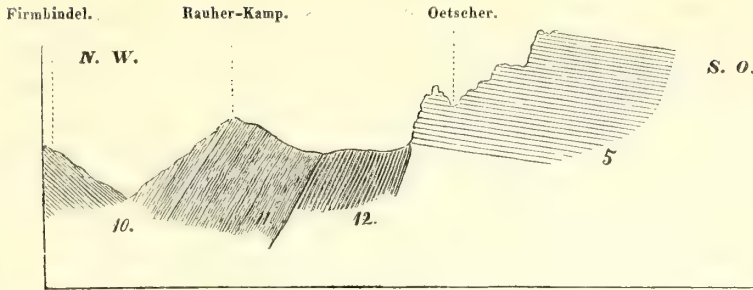 Firmbindel. Rauher-Kamp. Oetscher.
N. W.
S. O.
5
10. 11. 12.